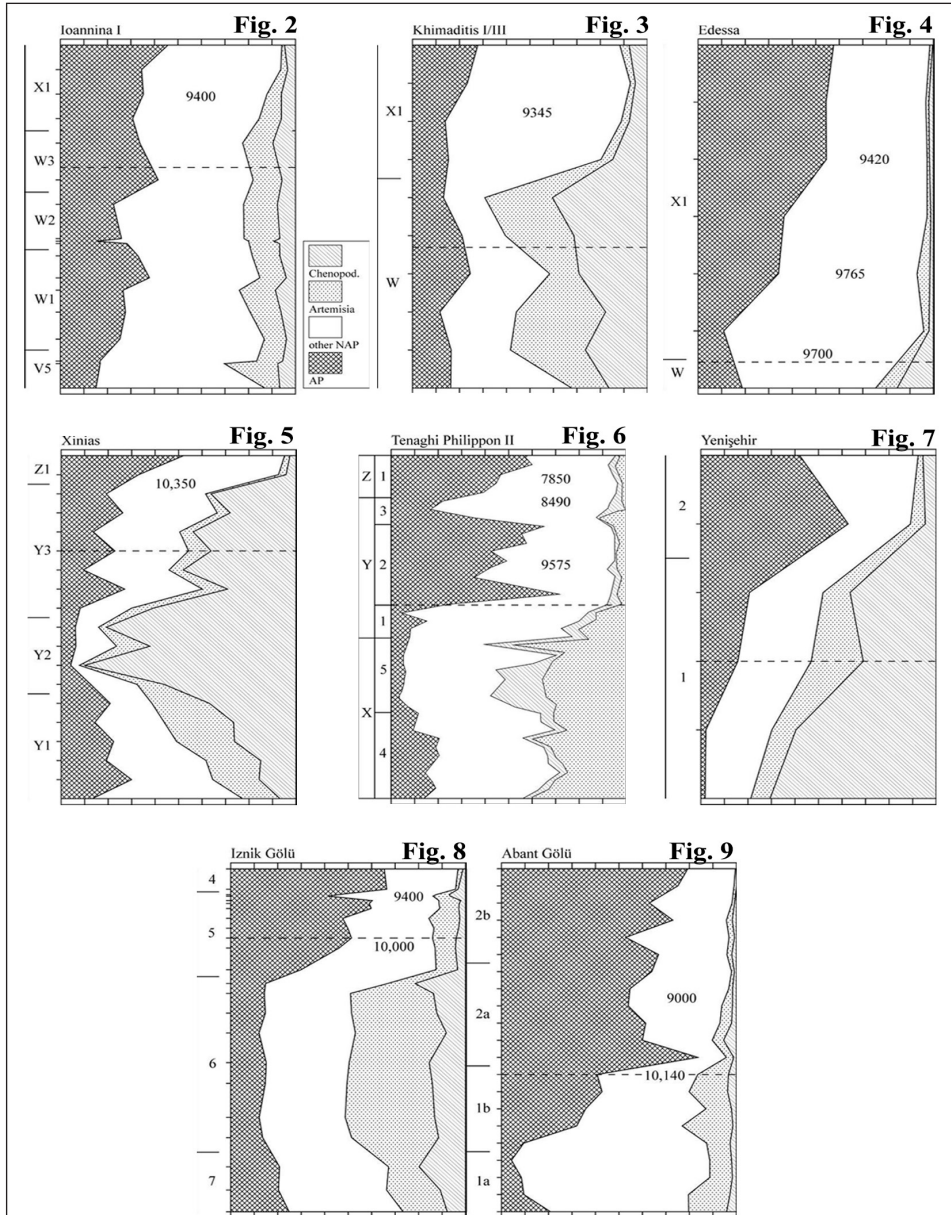 Ioannina I
Fig. 2
X1
W3
W2
W1
V5
9400
Chenopod.
Artemisia
other NAP
AP
Khimaditis I/III
Fig. 3
X1
W
9345
Edessa
Fig. 4
X1
W
9420
9765
9700
Xinias
Fig. 5
Z1
Y3
Y2
Y1
10,350
Tenaghi Philippon II
Fig. 6
Z
1
3
Y
2
1
5
X
4
7850
8490
9575
Yenişehir
Fig. 7
2
1
Iznik Gölü
Fig. 8
4
5
6
7
9400
10,000
Abant Gölü
Fig. 9
2b
2a
1b
1a
9000
10,140